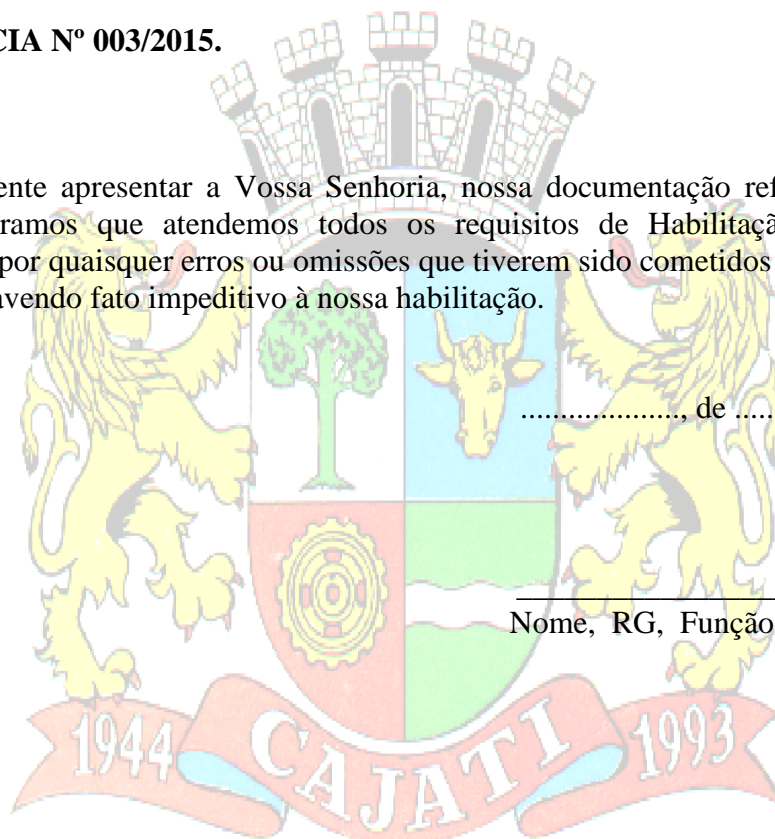 CIA Nº 003/2015.
ente apresentar a Vossa Senhoria, nossa documentação ref
ramos que atendemos todos os requisitos de Habilitaçã
por quaisquer erros ou omissões que tiverem sido cometidos
avendo fato impeditivo à nossa habilitação.
...................., de .....
Nome, RG, Função
1944 CAJATI 1993